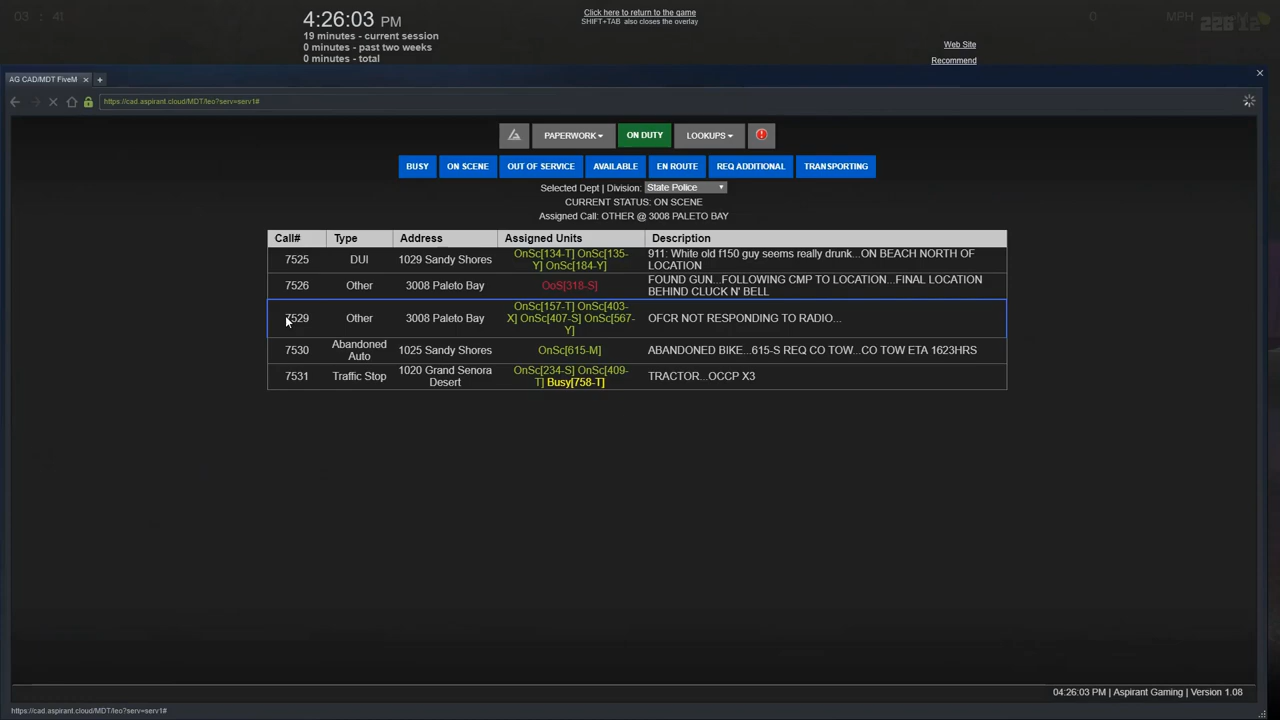 03 : 41
4:26:03 PM
19 minutes - current session
0 minutes - past two weeks
0 minutes - total
Click here to return to the game
SHIFT+TAB also closes the overlay
0
MPH
Web Site
Recommend
AG CAD/MDT FiveM
https://cad.aspirant.cloud/MDT/leo?serv=serv1#
PAPERWORK
ON DUTY
LOOKUPS
BUSY
ON SCENE
OUT OF SERVICE
AVAILABLE
EN ROUTE
REQ ADDITIONAL
TRANSPORTING
Selected Dept | Division: State Police
CURRENT STATUS: ON SCENE
Assigned Call: OTHER @ 3008 PALETO BAY
Call# Type Address Assigned Units Description
7525 DUI 1029 Sandy Shores OnSc[134-T] OnSc[135-
Y] OnSc[184-Y] 911: White old f150 guy seems really drunk...ON BEACH NORTH OF
LOCATION
7526 Other 3008 Paleto Bay OoS[318-S] FOUND GUN...FOLLOWING CMP TO LOCATION...FINAL LOCATION
BEHIND CLUCK N' BELL
7529 Other 3008 Paleto Bay OnSc[157-T] OnSc[403-
X] OnSc[407-S] OnSc[567-
Y] OFCR NOT RESPONDING TO RADIO...
7530 Abandoned
Auto 1025 Sandy Shores OnSc[615-M] ABANDONED BIKE...615-S REQ CO TOW...CO TOW ETA 1623HRS
7531 Traffic Stop 1020 Grand Senora
Desert OnSc[234-S] OnSc[409-
T] Busy[758-T] TRACTOR...OCCP X3
04:26:03 PM | Aspirant Gaming | Version 1.08
https://cad.aspirant.cloud/MDT/leo?serv=serv1#